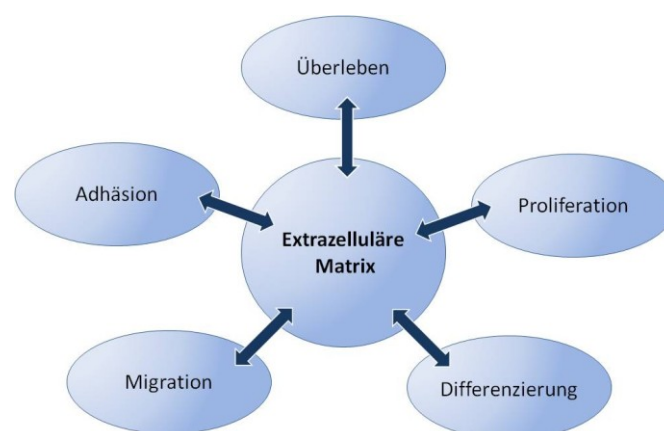 Überleben
Adhäsion
Proliferation
Extrazelluläre
Matrix
Migration
Differenzierung